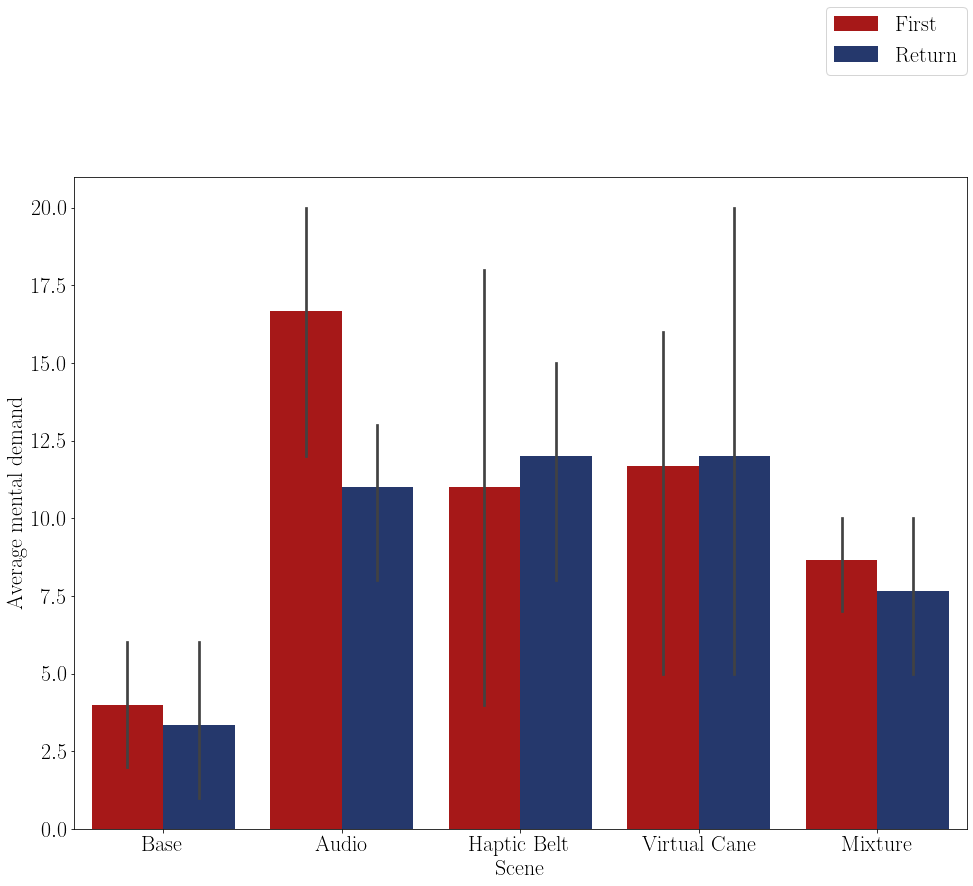 First
Return
20.0
17.5
15.0
12.5
10.0
7.5
5.0
2.5
0.0
Average mental demand
Base Audio Haptic Belt Virtual Cane Mixture
Scene